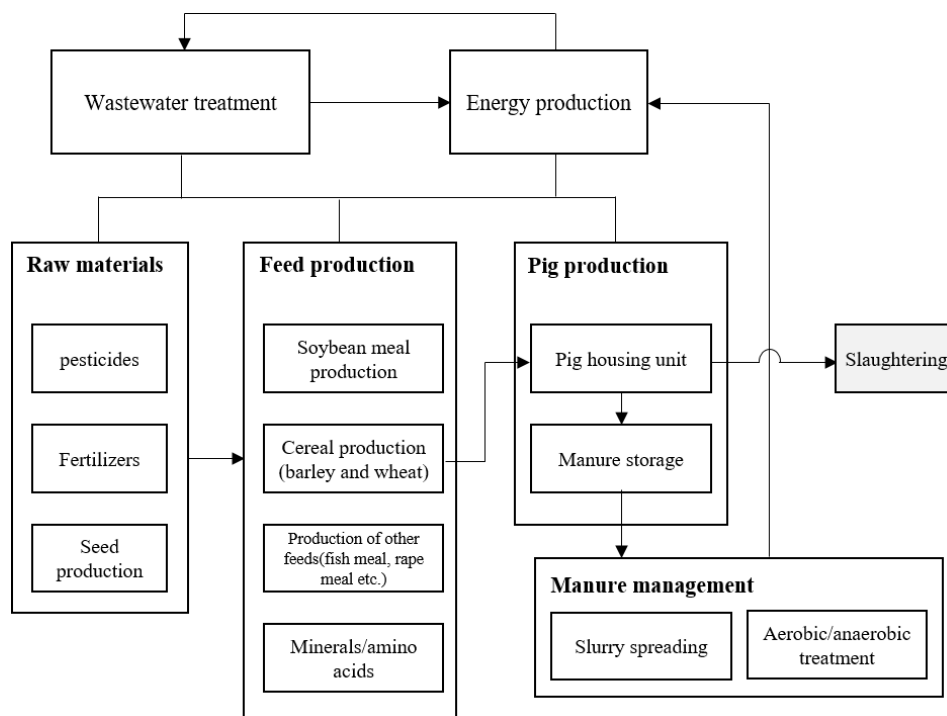 Wastewater treatment
Energy production
Raw materials
pesticides
Fertilizers
Seed
production
Feed production
Soybean meal
production
Cereal production
(barley and wheat)
Production of other
feeds(fish meal, rape
meal etc.)
Minerals/amino
acids
Pig production
Pig housing unit
Manure storage
Slaughtering
Manure management
Slurry spreading
Aerobic/anaerobic
treatment